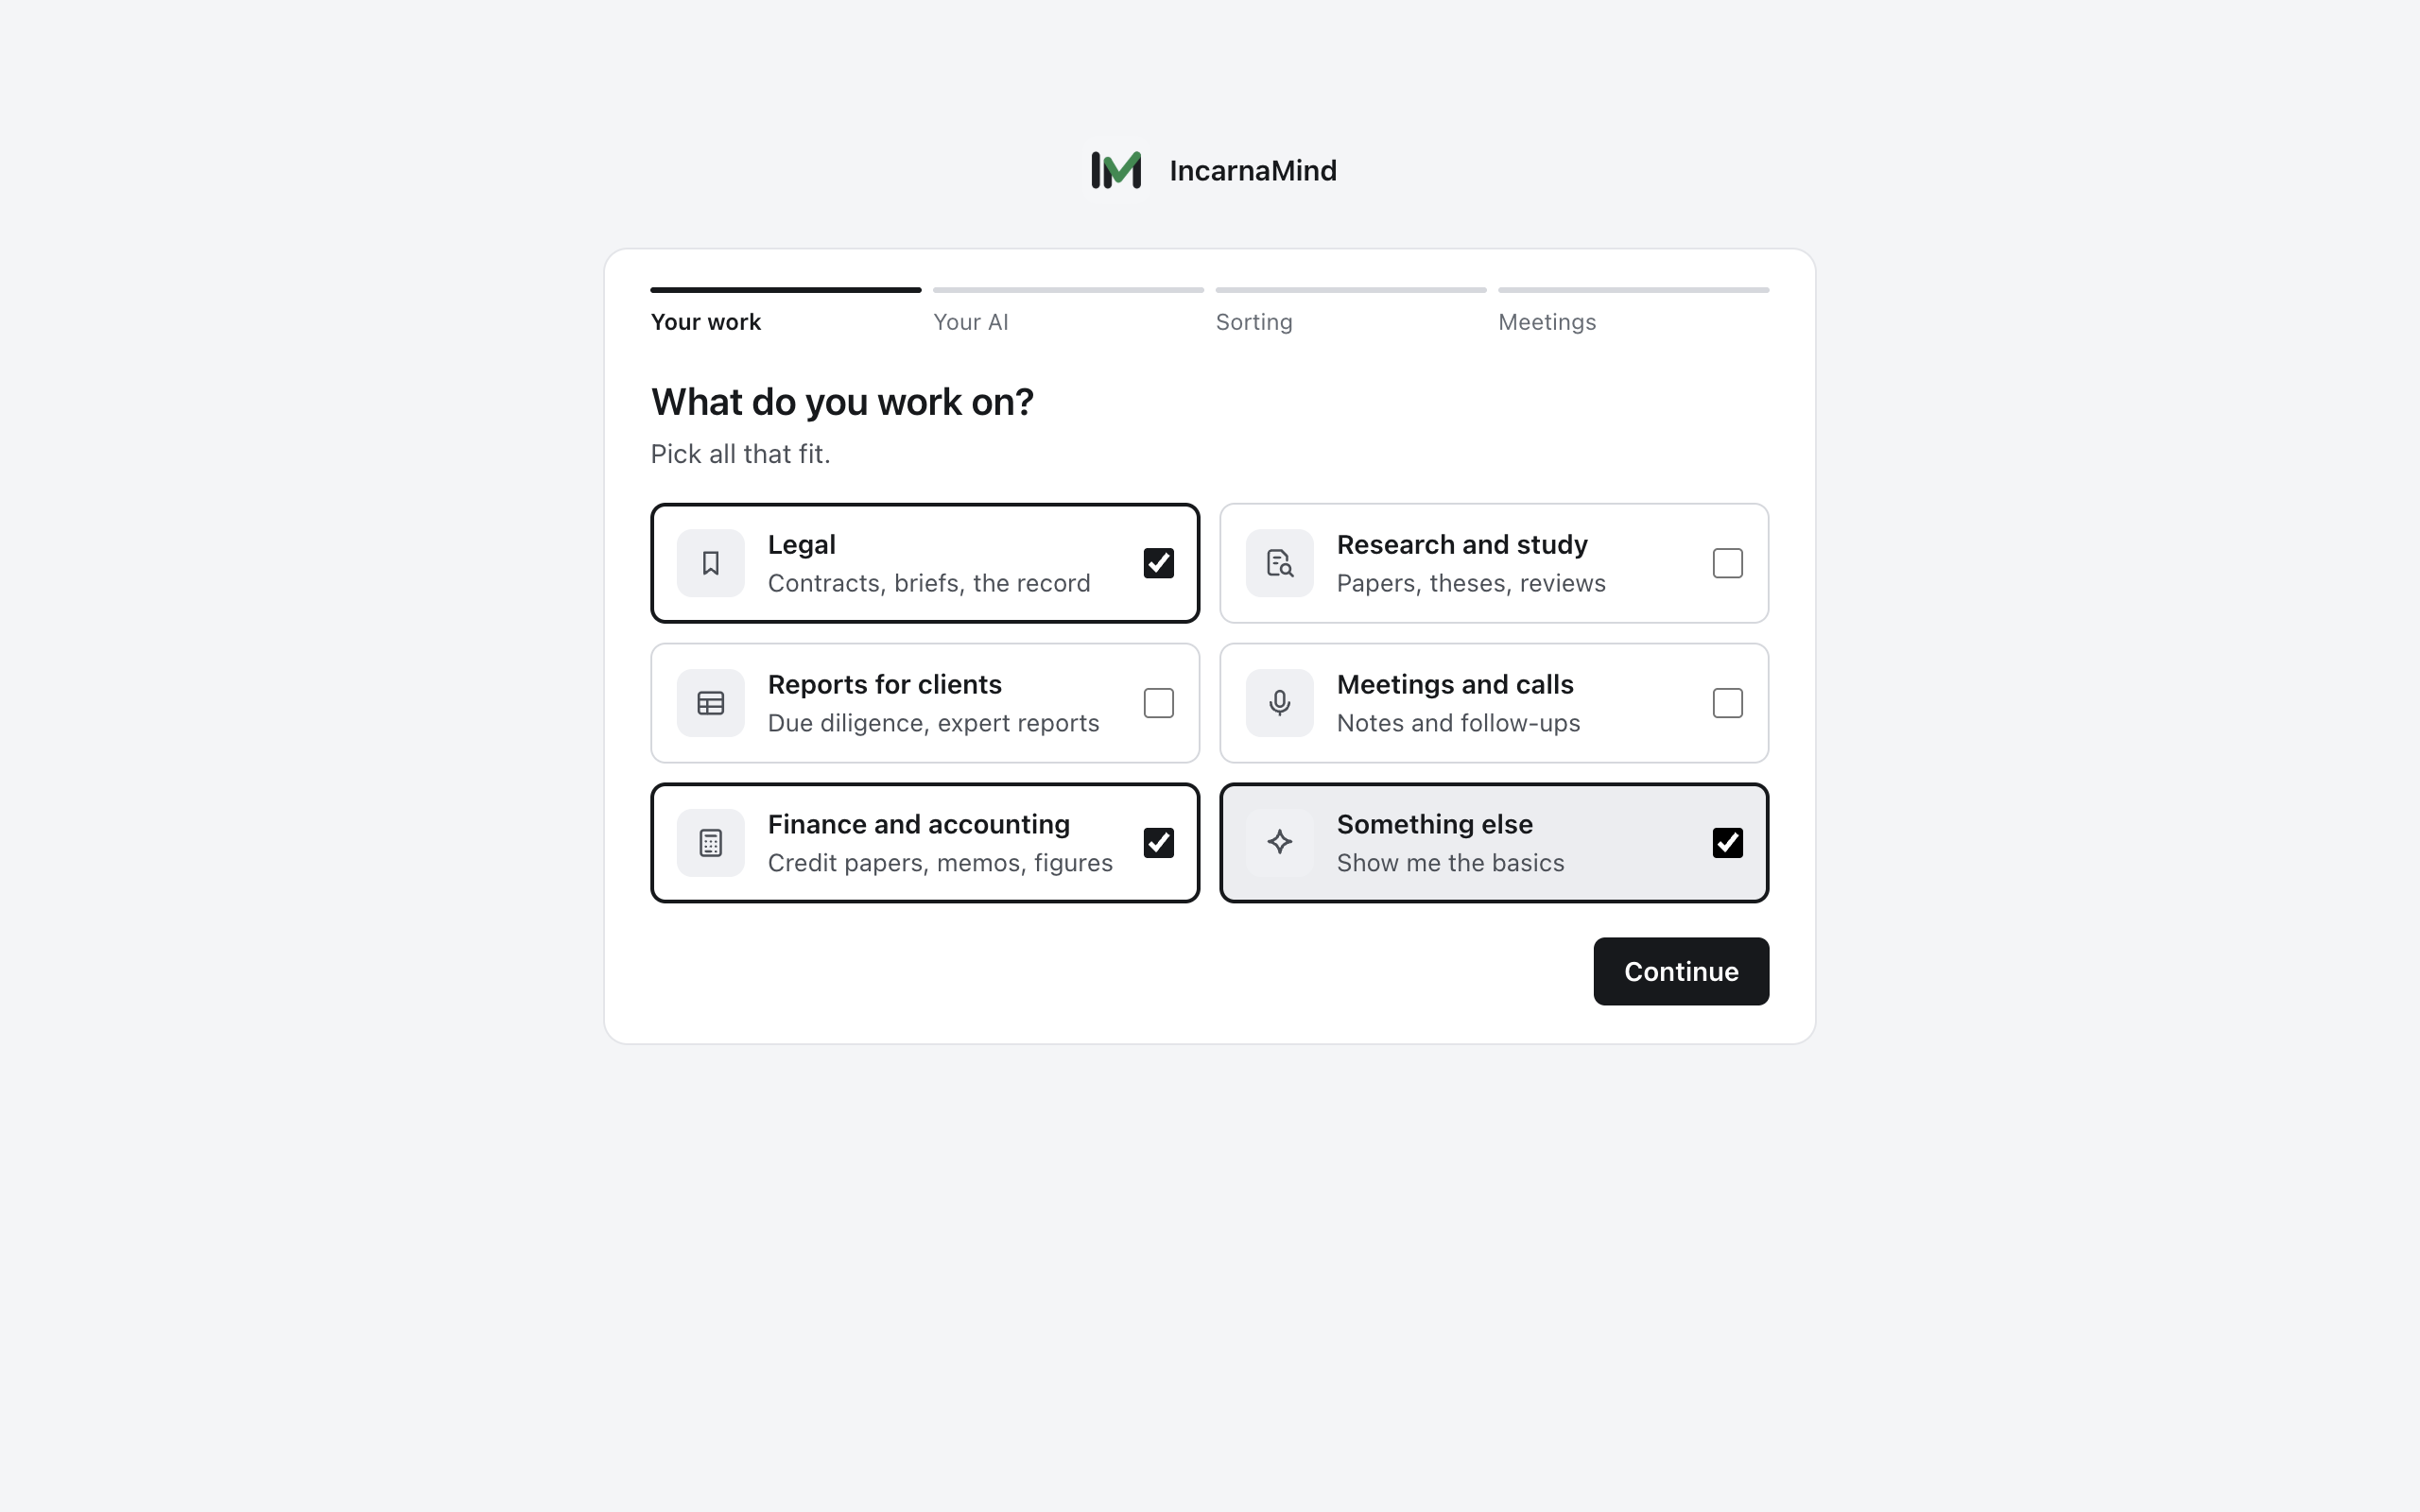 IncarnaMind
Your work
Your AI
Sorting
Meetings
What do you work on?
Pick all that fit.
Legal
Contracts, briefs, the record
Research and study
Papers, theses, reviews
Reports for clients
Due diligence, expert reports
Meetings and calls
Notes and follow-ups
Finance and accounting
Credit papers, memos, figures
Something else
Show me the basics
Continue